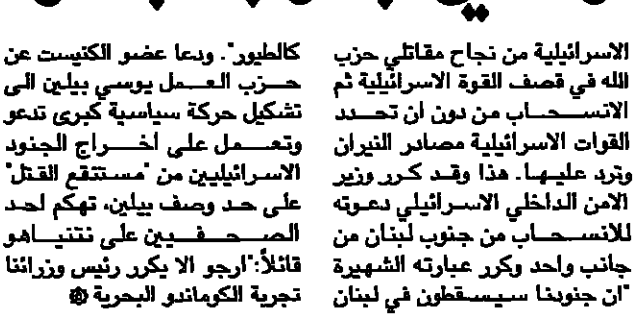 الاسرائيلية من نجاح مقاتلي حزب
الله في قصف القوة الاسرائيلية ثم
الانسحاب من دون ان تحدد
القوات الاسرائيلية مصادر النيران
وترد عليها. هذا وقد كرر وزير
الامن الداخلي الاسرائيلي دعوته
للانسحاب من جنوب لبنان من
جانب واحد وكرر عبارته الشهيرة
"ان جنودنا سيسقطون في لبنان
كالطيور". ودعا عضو الكنيست عن
حزب العمل يوسي بيلين الى
تشكيل حركة سياسية كبرى تدعو
وتعمل على اخراج الجنود
الاسرائيليين من "مستنقع القتل"
على حد وصف بيلين، تهكم احد
الصحفيين على نتنياهو
قائلاً:"ارجو الا يكرر رئيس وزرائنا
تجربة الكوماندو البحرية